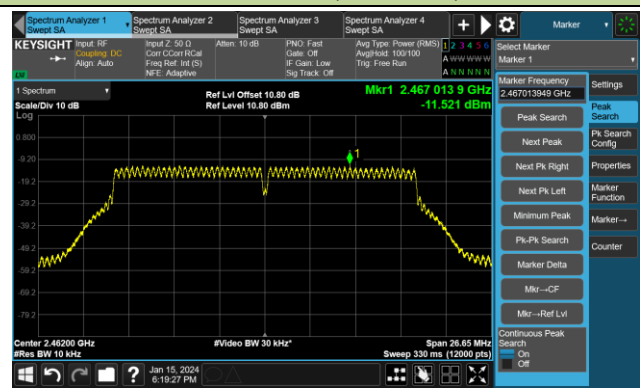 Spectrum Analyzer 1
Swept SA
Spectrum Analyzer 2
Swept SA
Spectrum Analyzer 3
Swept SA
Spectrum Analyzer 4
Swept SA
+
Marker
KEYSIGHT
Input: RF
Coupling: DC
Align: Auto
Input Z: 50 Ω
Corr CCorr RCal
Freq Ref: Int (S)
NFE: Adaptive
Atten: 10 dB
PNO: Fast
Gate: Off
IF Gain: Low
Sig Track: Off
Avg Type: Power (RMS)
Avg|Hold: 100/100
Trig: Free Run
1 2 3 4 5 6
A W W W W W
A N N N N N
LW
Select Marker
Marker 1
1 Spectrum
Scale/Div 10 dB
Log
Ref Lvl Offset 10.80 dB
Ref Level 10.80 dBm
Mkr1 2.467 013 9 GHz
-11.521 dBm
0.800
-9.20
-19.2
-29.2
-39.2
-49.2
-59.2
-69.2
-79.2
1
Center 2.46200 GHz
#Res BW 10 kHz
#Video BW 30 kHz*
Span 26.65 MHz
Sweep 330 ms (12000 pts)
Marker Frequency
2.467013949 GHz
Peak Search
Next Peak
Next Pk Right
Next Pk Left
Minimum Peak
Pk-Pk Search
Marker Delta
Mkr→CF
Mkr→Ref Lvl
Continuous Peak
Search
On
Off
Settings
Peak
Search
Pk Search
Config
Properties
Marker
Function
Marker→
Counter
?
Jan 15, 2024
6:19:27 PM